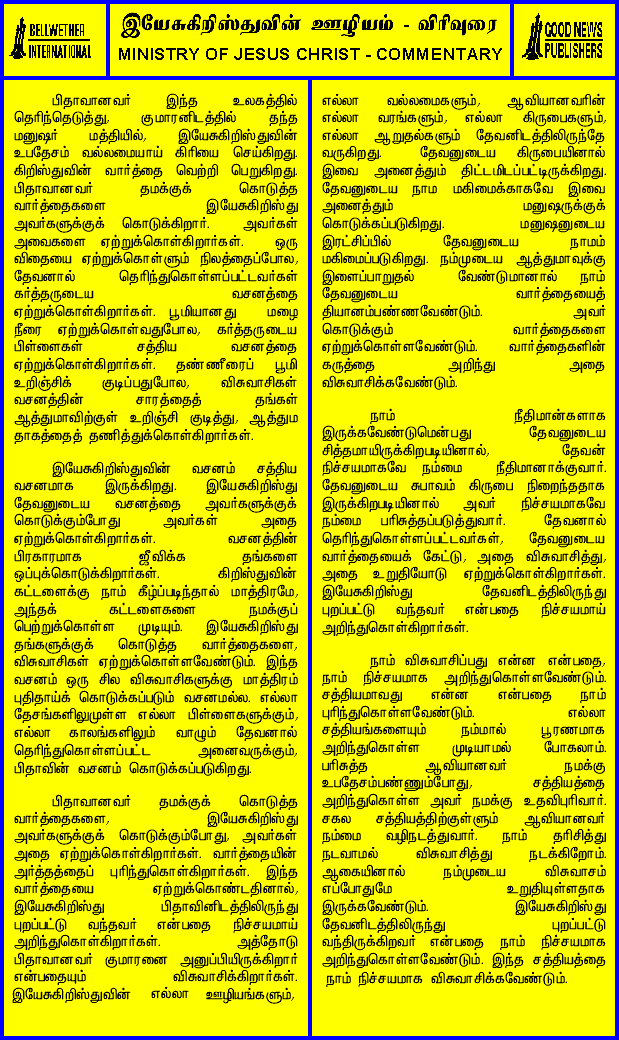 BELLWETHER
INTERNATIONAL
இயேசுகிறிஸ்துவின் ஊழியம் - விரிவுரை
MINISTRY OF JESUS CHRIST - COMMENTARY
GOOD NEWS
PUBLISHERS
பிதாவானவர் இந்த உலகத்தில்
தெரிந்தெடுத்து, குமாரனிடத்தில் தந்த
மனுஷர் மத்தியில், இயேசுகிறிஸ்துவின்
உபதேசம் வல்லமையாய் கிரியை செய்கிறது.
கிறிஸ்துவின் வார்த்தை வெற்றி பெறுகிறது.
பிதாவானவர் தமக்குக் கொடுத்த
வார்த்தைகளை இயேசுகிறிஸ்து
அவர்களுக்குக் கொடுக்கிறார். அவர்கள்
அவைகளை ஏற்றுக்கொள்கிறார்கள். ஒரு
விதையை ஏற்றுக்கொள்ளும் நிலத்தைப்போல,
தேவனால் தெரிந்துகொள்ளப்பட்டவர்கள்
கர்த்தருடைய வசனத்தை
ஏற்றுக்கொள்கிறார்கள். பூமியானது மழை
நீரை ஏற்றுக்கொள்வதுபோல, கர்த்தருடைய
பிள்ளைகள் சத்திய வசனத்தை
ஏற்றுக்கொள்கிறார்கள். தண்ணீரைப் பூமி
உறிஞ்சிக் குடிப்பதுபோல, விசுவாசிகள்
வசனத்தின் சாரத்தைத் தங்கள்
ஆத்துமாவிற்குள் உறிஞ்சி குடித்து, ஆத்தும
தாகத்தைத் தணித்துக்கொள்கிறார்கள்.
இயேசுகிறிஸ்துவின் வசனம் சத்திய
வசனமாக இருக்கிறது. இயேசுகிறிஸ்து
தேவனுடைய வசனத்தை அவர்களுக்குக்
கொடுக்கும்போது அவர்கள் அதை
ஏற்றுக்கொள்கிறார்கள். வசனத்தின்
பிரகாரமாக ஜீவிக்க தங்களை
ஒப்புக்கொடுக்கிறார்கள். கிறிஸ்துவின்
கட்டளைக்கு நாம் கீழ்ப்படிந்தால் மாத்திரமே,
அந்தக் கட்டளைகளை நமக்குப்
பெற்றுக்கொள்ள முடியும். இயேசுகிறிஸ்து
தங்களுக்குக் கொடுத்த வார்த்தைகளை,
விசுவாசிகள் ஏற்றுக்கொள்ளவேண்டும். இந்த
வசனம் ஒரு சில விசுவாசிகளுக்கு மாத்திரம்
புதிதாய்க் கொடுக்கப்படும் வசனமல்ல. எல்லா
தேசங்களிலுமுள்ள எல்லா பிள்ளைகளுக்கும்,
எல்லா காலங்களிலும் வாழும் தேவனால்
தெரிந்துகொள்ளப்பட்ட அனைவருக்கும்,
பிதாவின் வசனம் கொடுக்கப்படுகிறது.
பிதாவானவர் தமக்குக் கொடுத்த
வார்த்தைகளை, இயேசுகிறிஸ்து
அவர்களுக்குக் கொடுக்கும்போது, அவர்கள்
அதை ஏற்றுக்கொள்கிறார்கள். வார்த்தையின்
அர்த்தத்தைப் புரிந்துகொள்கிறார்கள். இந்த
வார்த்தையை ஏற்றுக்கொண்டதினால்,
இயேசுகிறிஸ்து பிதாவினிடத்திலிருந்து
புறப்பட்டு வந்தவர் என்பதை நிச்சயமாய்
அறிந்துகொள்கிறார்கள். அத்தோடு
பிதாவானவர் குமாரனை அனுப்பியிருக்கிறார்
என்பதையும் விசுவாசிக்கிறார்கள்.
இயேசுகிறிஸ்துவின் எல்லா ஊழியங்களும்,
எல்லா வல்லமைகளும், ஆவியானவரின்
எல்லா வரங்களும், எல்லா கிருபைகளும்,
எல்லா ஆறுதல்களும் தேவனிடத்திலிருந்தே
வருகிறது. தேவனுடைய கிருபையினால்
இவை அனைத்தும் திட்டமிடப்பட்டிருக்கிறது.
தேவனுடைய நாம மகிமைக்காகவே இவை
அனைத்தும் மனுஷருக்குக்
கொடுக்கப்படுகிறது. மனுஷனுடைய
இரட்சிப்பில் தேவனுடைய நாமம்
மகிமைப்படுகிறது. நம்முடைய ஆத்துமாவுக்கு
இளைப்பாறுதல் வேண்டுமானால் நாம்
தேவனுடைய வார்த்தையைத்
தியானம்பண்ணவேண்டும். அவர்
கொடுக்கும் வார்த்தைகளை
ஏற்றுக்கொள்ளவேண்டும். வார்த்தைகளின்
கருத்தை அறிந்து அதை
விசுவாசிக்கவேண்டும்.
நாம் நீதிமான்களாக
இருக்கவேண்டுமென்பது தேவனுடைய
சித்தமாயிருக்கிறபடியினால், தேவன்
நிச்சயமாகவே நம்மை நீதிமானாக்குவார்.
தேவனுடைய சுபாவம் கிருபை நிறைந்ததாக
இருக்கிறபடியினால் அவர் நிச்சயமாகவே
நம்மை பரிசுத்தப்படுத்துவார். தேவனால்
தெரிந்துகொள்ளப்பட்டவர்கள், தேவனுடைய
வார்த்தையைக் கேட்டு, அதை விசுவாசித்து,
அதை உறுதியோடு ஏற்றுக்கொள்கிறார்கள்.
இயேசுகிறிஸ்து தேவனிடத்திலிருந்து
புறப்பட்டு வந்தவர் என்பதை நிச்சயமாய்
அறிந்துகொள்கிறார்கள்.
நாம் விசுவாசிப்பது என்ன என்பதை,
நாம் நிச்சயமாக அறிந்துகொள்ளவேண்டும்.
சத்தியமாவது என்ன என்பதை நாம்
புரிந்துகொள்ளவேண்டும். எல்லா
சத்தியங்களையும் நம்மால் பூரணமாக
அறிந்துகொள்ள முடியாமல் போகலாம்.
பரிசுத்த ஆவியானவர் நமக்கு
உபதேசம்பண்ணும்போது, சத்தியத்தை
அறிந்துகொள்ள அவர் நமக்கு உதவிபுரிவார்.
சகல சத்தியத்திற்குள்ளும் ஆவியானவர்
நம்மை வழிநடத்துவார். நாம் தரிசித்து
நடவாமல் விசுவாசித்து நடக்கிறோம்.
ஆகையினால் நம்முடைய விசுவாசம்
எப்போதுமே உறுதியுள்ளதாக
இருக்கவேண்டும். இயேசுகிறிஸ்து
தேவனிடத்திலிருந்து புறப்பட்டு
வந்திருக்கிறவர் என்பதை நாம் நிச்சயமாக
அறிந்துகொள்ளவேண்டும். இந்த சத்தியத்தை
நாம் நிச்சயமாக விசுவாசிக்கவேண்டும்.